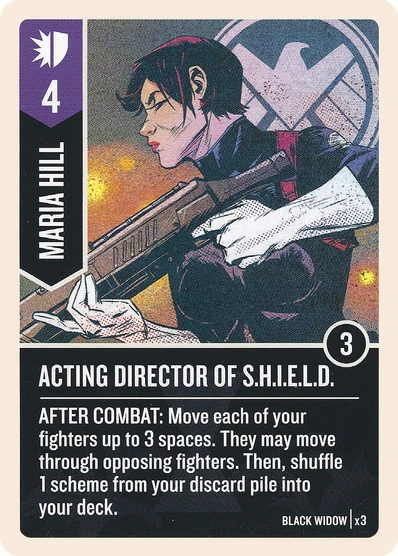 4
MARIA HILL
3
ACTING DIRECTOR OF S.H.I.E.L.D.
AFTER COMBAT: Move each of your
fighters up to 3 spaces. They may move
through opposing fighters. Then, shuffle
1 scheme from your discard pile into
your deck.
BLACK WIDOW | x3